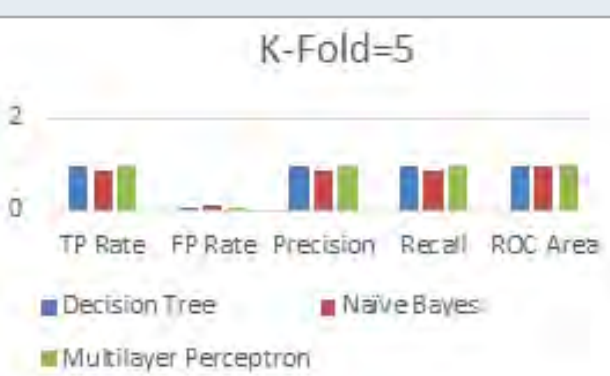 K-Fold=5
2
0
TP Rate FP Rate Precision Recall ROC Area
Decision Tree Naïve Bayes
Multilayer Perceptron